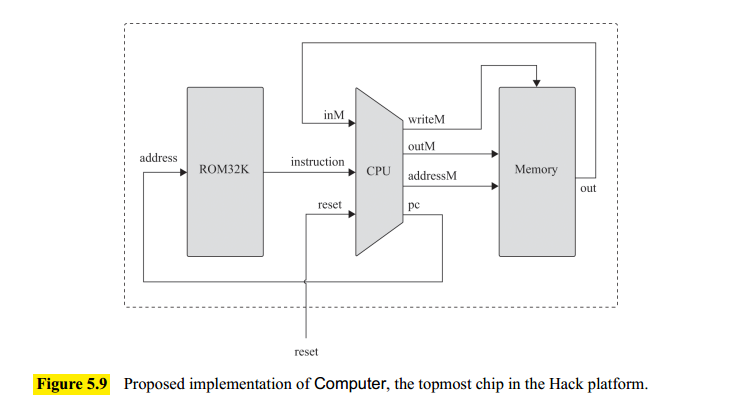 inM
writeM
outM
address
ROM32K
instruction
CPU
addressM
Memory
out
reset
pc
reset
Figure 5.9 Proposed implementation of Computer, the topmost chip in the Hack platform.